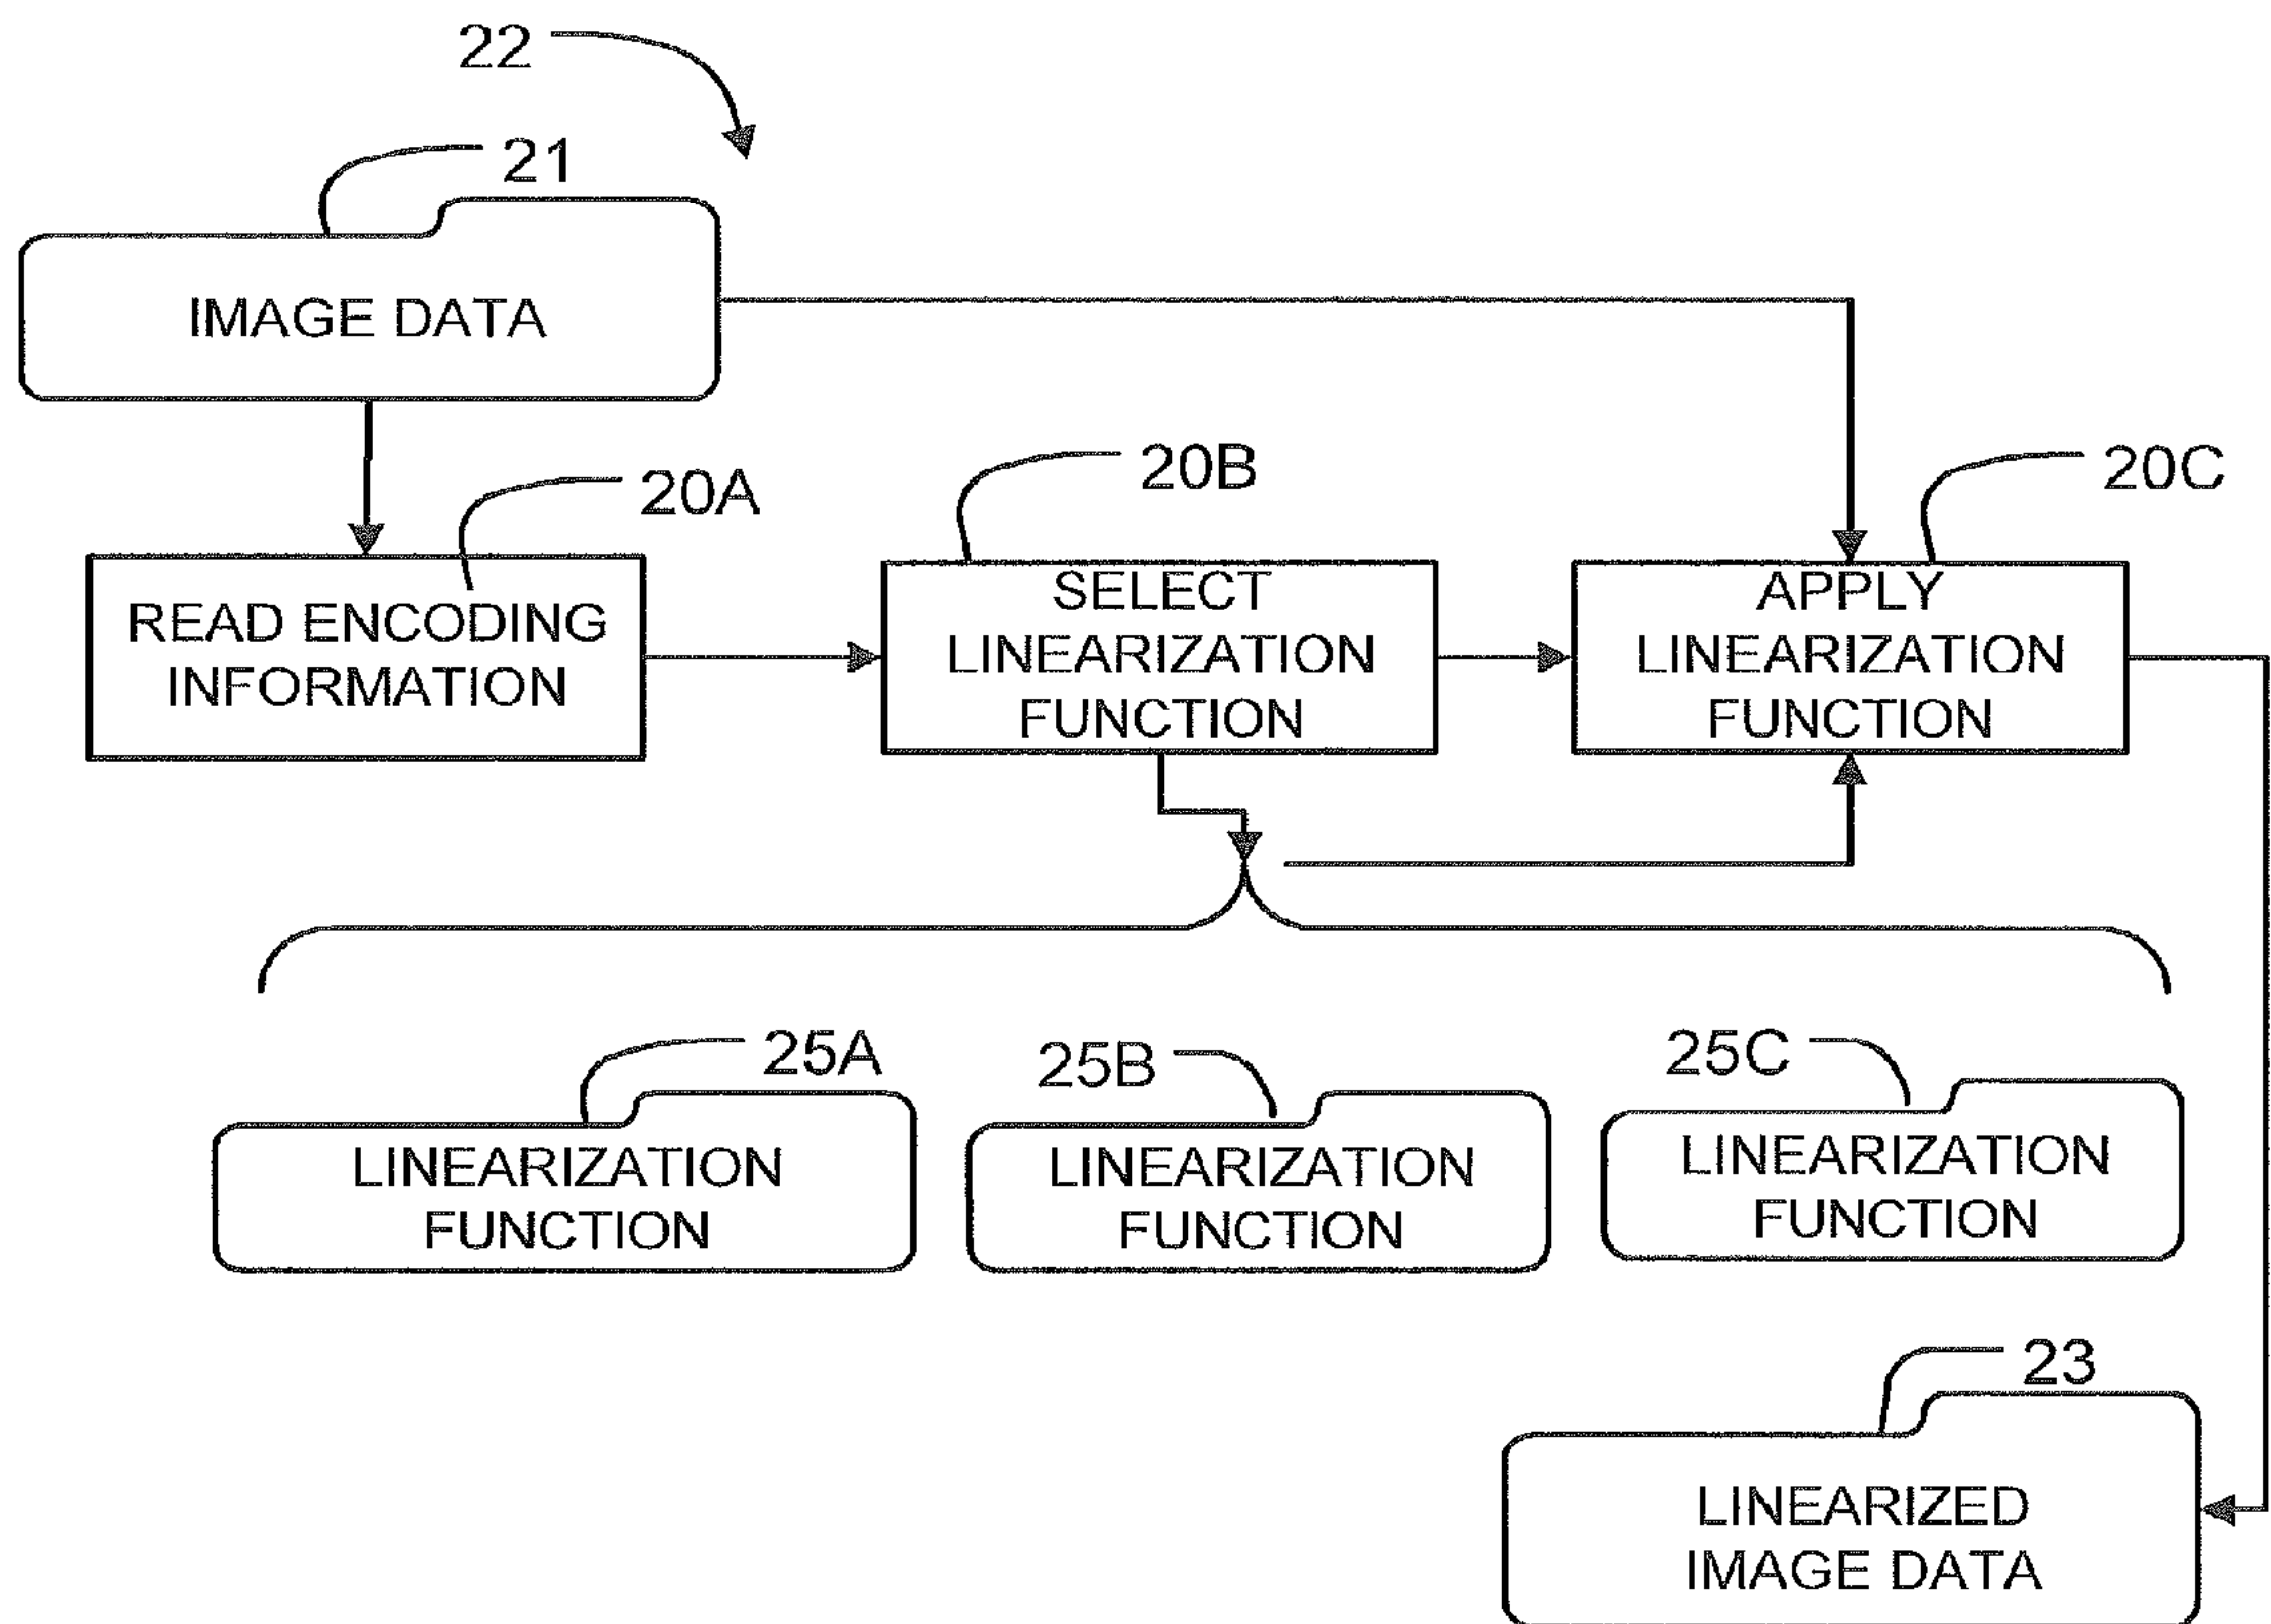 22
21
IMAGE DATA
20A
20B
20C
READ ENCODING
INFORMATION
SELECT
LINEARIZATION
FUNCTION
APPLY
LINEARIZATION
FUNCTION
25A
25B
25C
LINEARIZATION
FUNCTION
LINEARIZATION
FUNCTION
LINEARIZATION
FUNCTION
23
LINEARIZED
IMAGE DATA